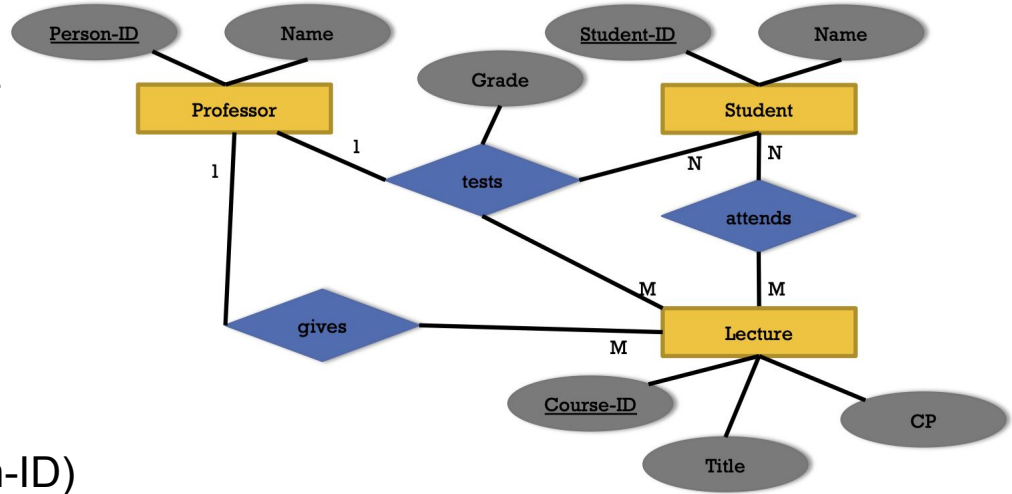 Person-ID
Name
Student-ID
Name
Grade
Professor
Student
1
1
tests
N
N
attends
M
M
gives
M
Lecture
Course-ID
CP
Title
-ID)